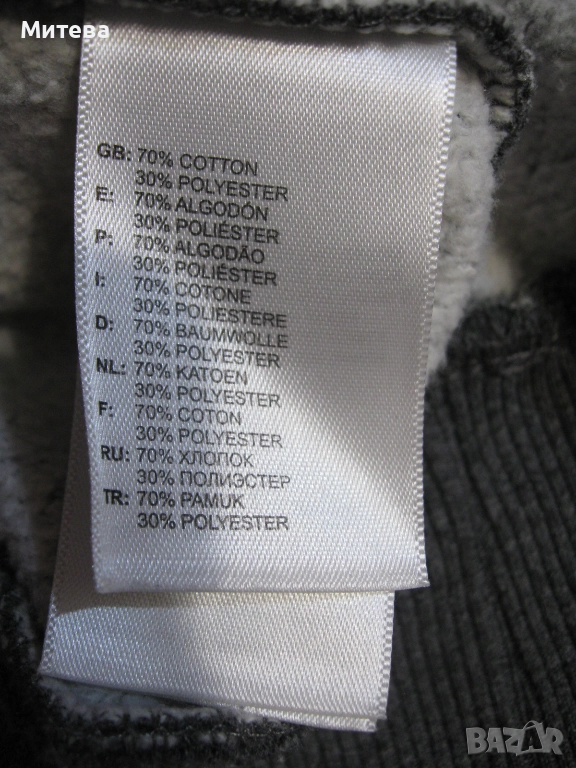 Митева
GB: 70% COTTON
30% POLYESTER
E: 70% ALGODÓN
30% POLIÉSTER
P: 70% ALGODÃO
30% POLIÉSTER
I: 70% COTONE
30% POLIESTERE
D: 70% BAUMWOLLE
30% POLYESTER
NL: 70% KATOEN
30% POLYESTER
F: 70% COTON
30% POLYESTER
RU: 70% ХЛОПОК
30% ПОЛИЭСТЕР
TR: 70% PAMUK
30% POLYESTER
BAZAR